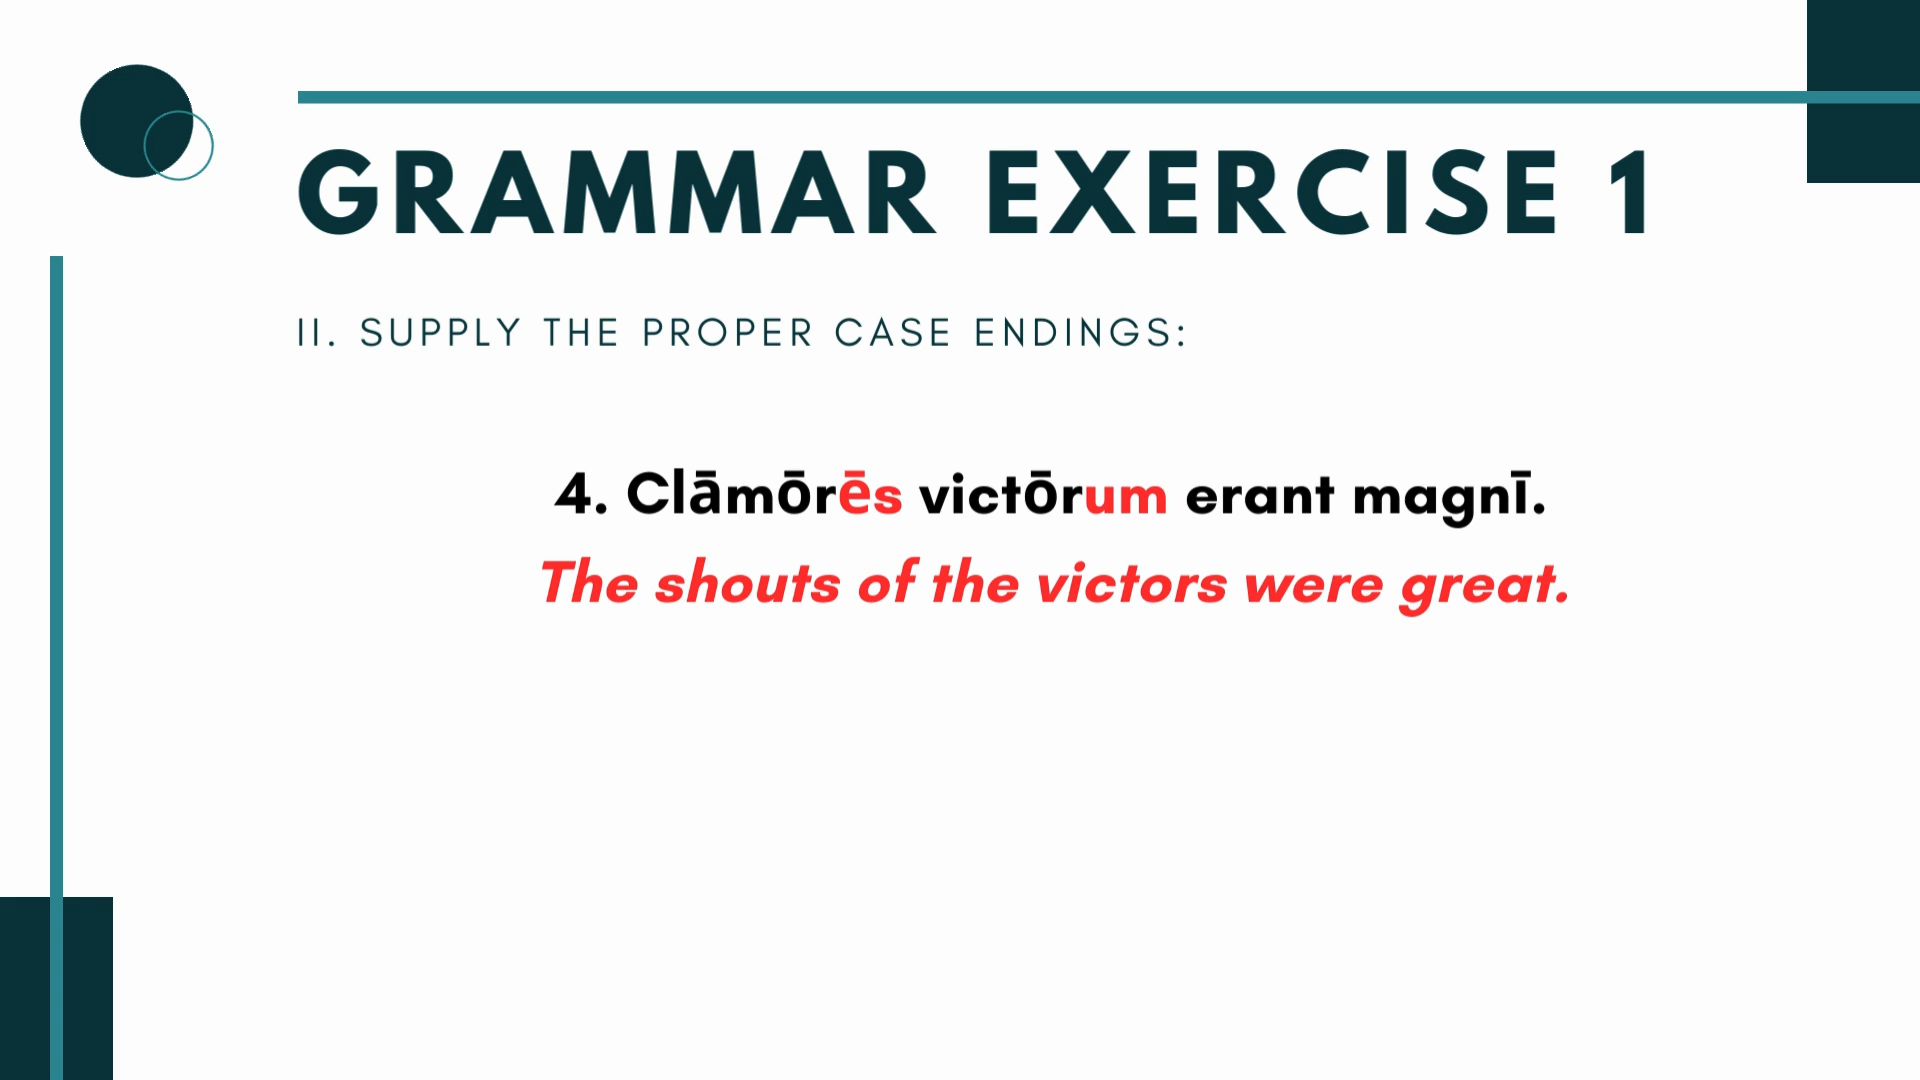 GRAMMAR EXERCISE 1
II. SUPPLY THE PROPER CASE ENDINGS:
4. Clāmōrēs victōrum erant magnī.
The shouts of the victors were great.